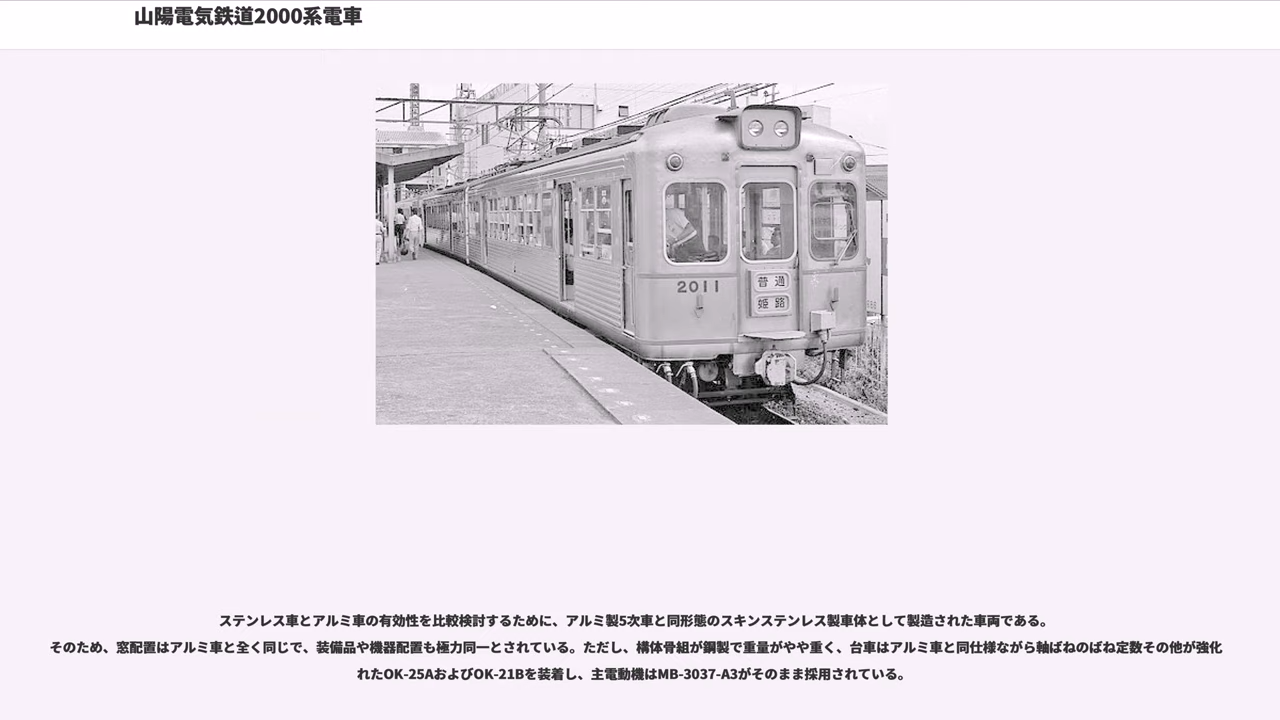 山陽電気鉄道2000系電車
2011
普通
姫路
ステンレス車とアルミ車の有効性を比較検討するために、アルミ製5次車と同形態のスキンステンレス製車体として製造された車両である。
そのため、窓配置はアルミ車と全く同じで、装備品や機器配置も極力同一とされている。ただし、構体骨組が鋼製で重量がやや重く、台車はアルミ車と同仕様ながら軸ばねのばね定数その他が強化
れたOK-25AおよびOK-21Bを装着し、主電動機はMB-3037-A3がそのまま採用されている。